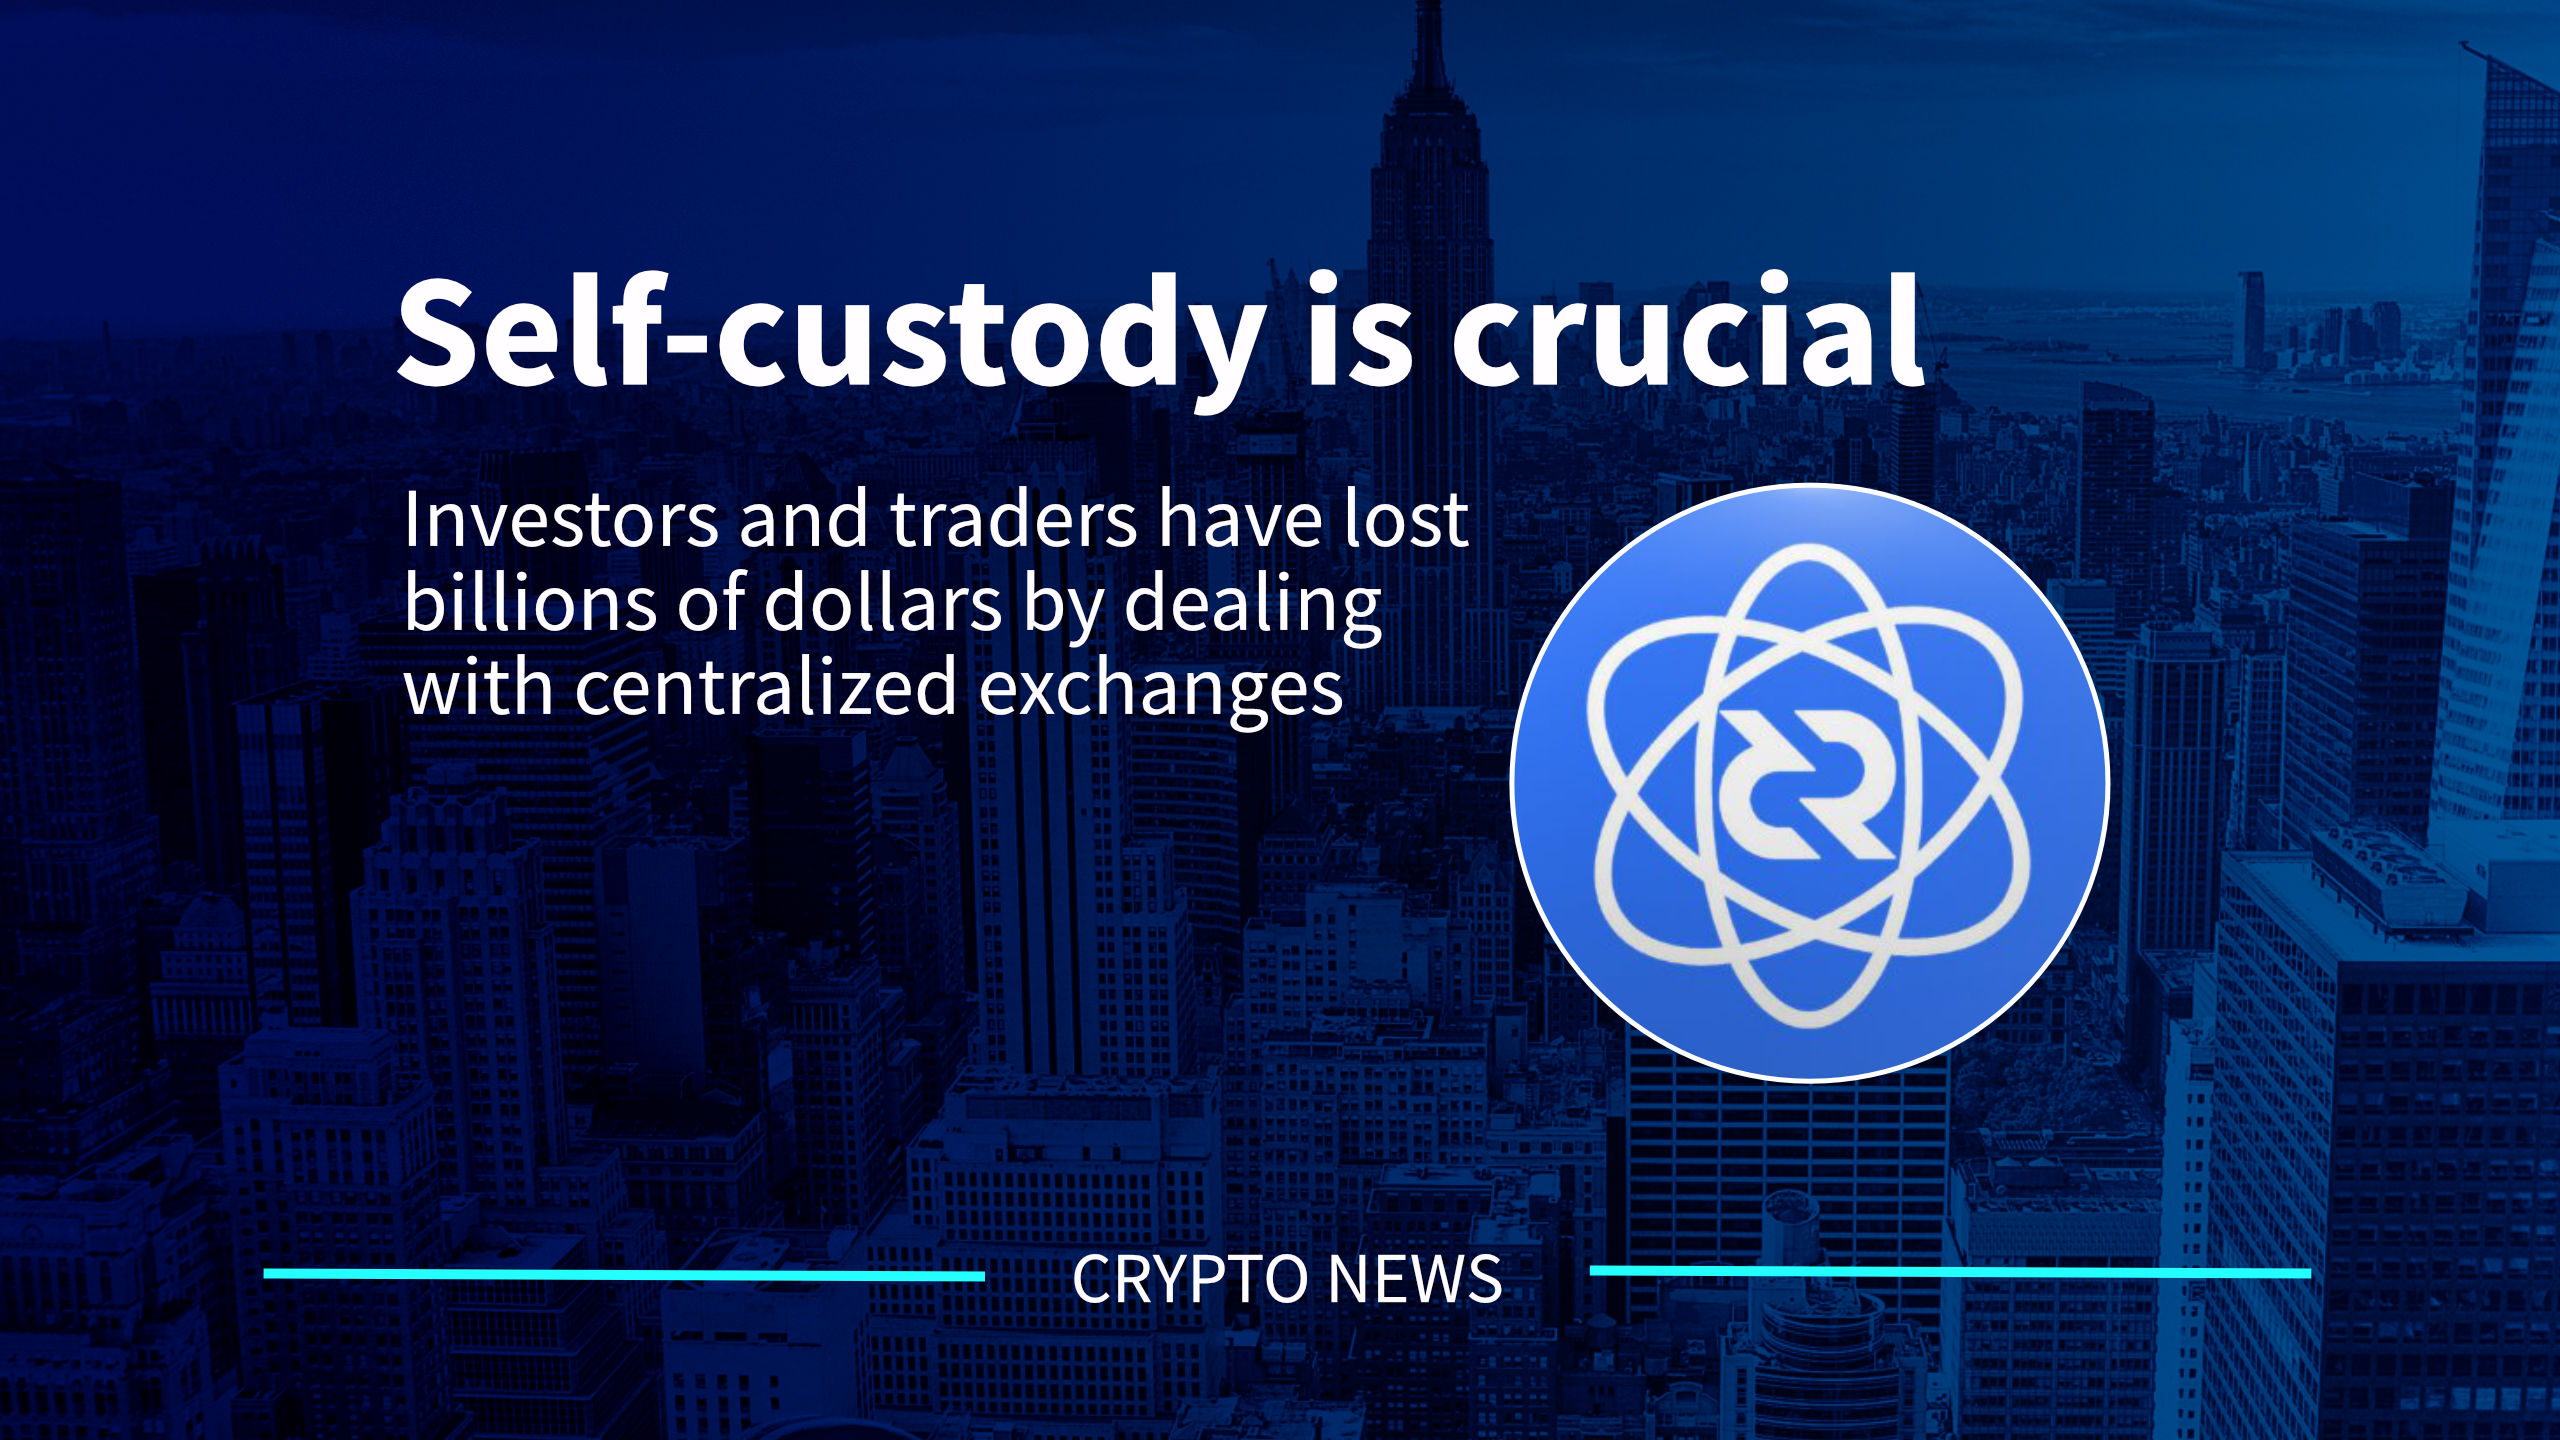 Self-custody is crucial
Investors and traders have lost
billions of dollars by dealing
with centralized exchanges
CRYPTO NEWS